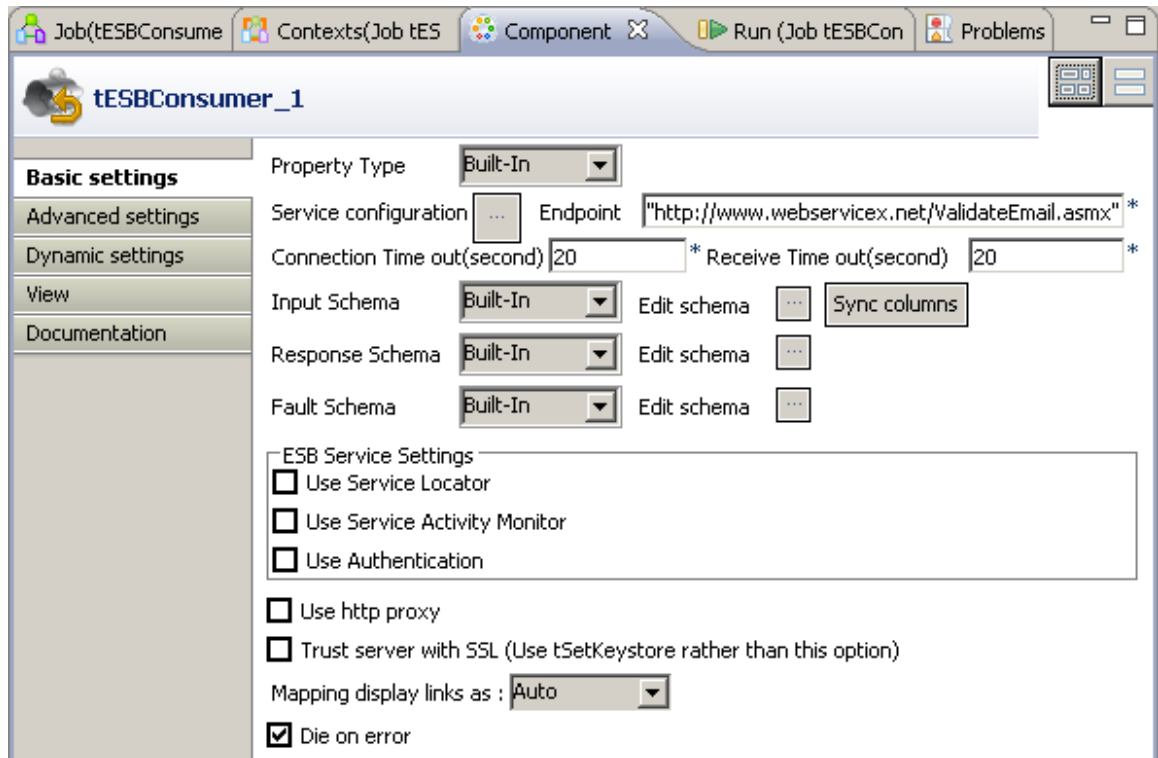 Job(tESBConsume Contexts(Job tES Component Run (Job tESBCon Problems
tESBConsumer_1
Basic settings
Advanced settings
Dynamic settings
View
Documentation
Property Type Built-In
Service configuration ... Endpoint "http://www.webservicex.net/ValidateEmail.asmx" *
Connection Time out(second) 20 * Receive Time out(second) 20 *
Input Schema Built-In Edit schema ... Sync columns
Response Schema Built-In Edit schema ...
Fault Schema Built-In Edit schema ...
ESB Service Settings
Use Service Locator
Use Service Activity Monitor
Use Authentication
Use http proxy
Trust server with SSL (Use tSetKeystore rather than this option)
Mapping display links as : Auto
Die on error